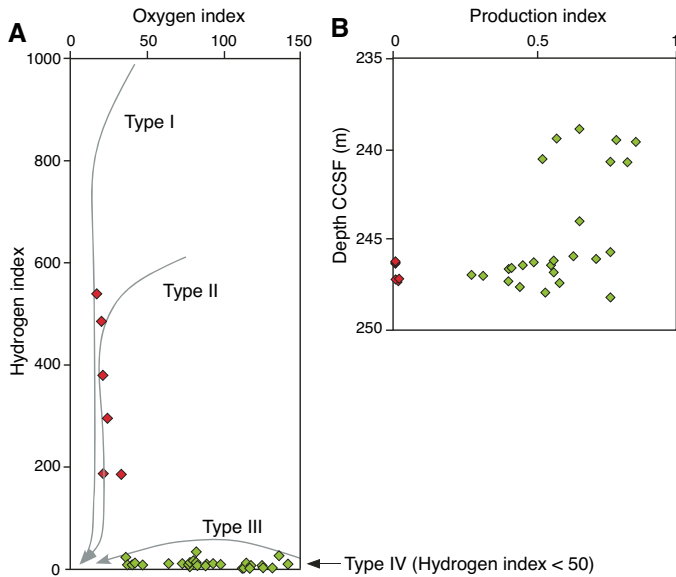 A
Oxygen index
0 50 100 150
1000
800
600
400
200
0
Hydrogen index
Type I
Type II
Type III
Type IV (Hydrogen index < 50)
B
Production index
0 0.5 1
235
240
245
250
Depth CCSF (m)